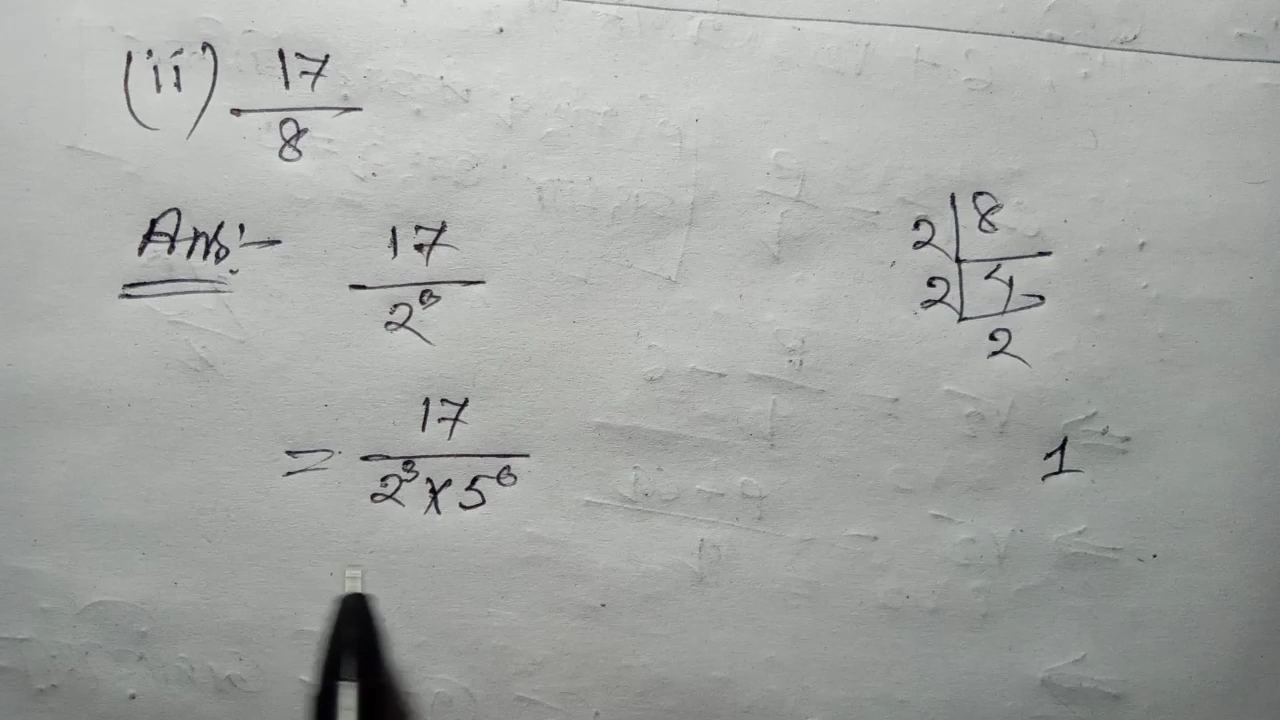 (ii) 17/8
Ans:- 17/2³
= 17/2³ × 5⁰
2 | 8
2 | 4
2
1